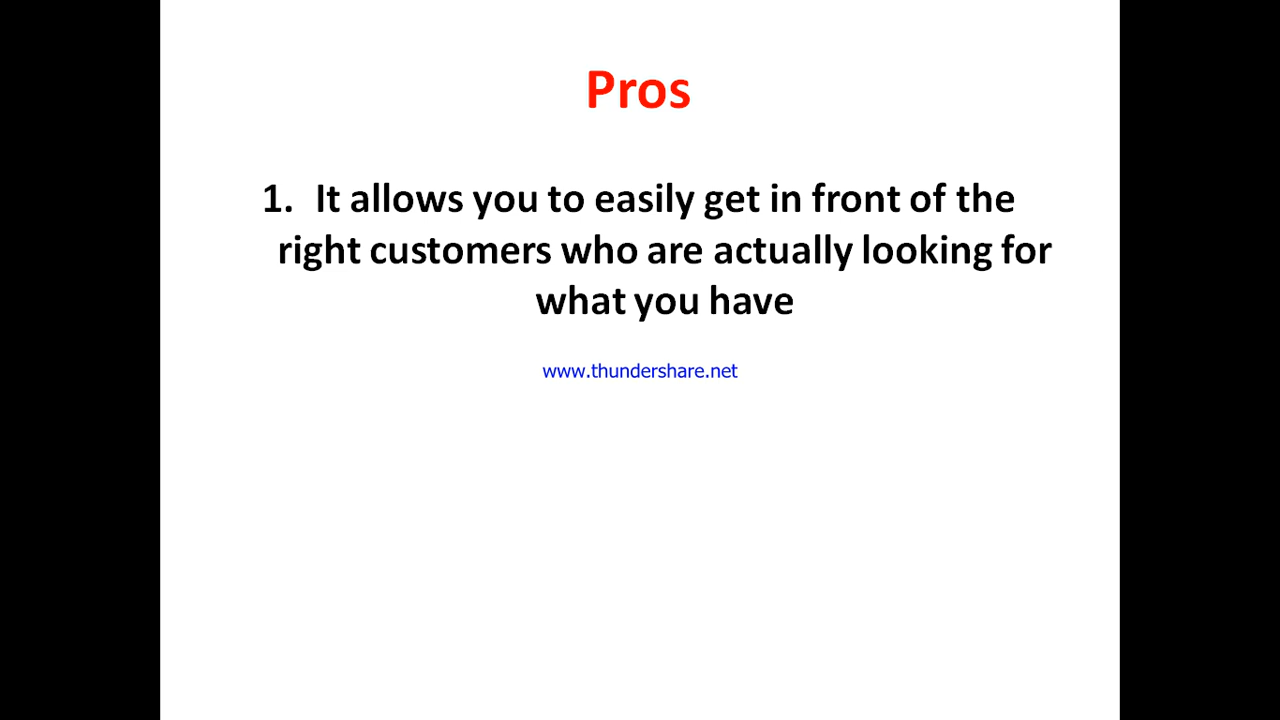 Pros
1. It allows you to easily get in front of the
right customers who are actually looking for
what you have
www.thundershare.net